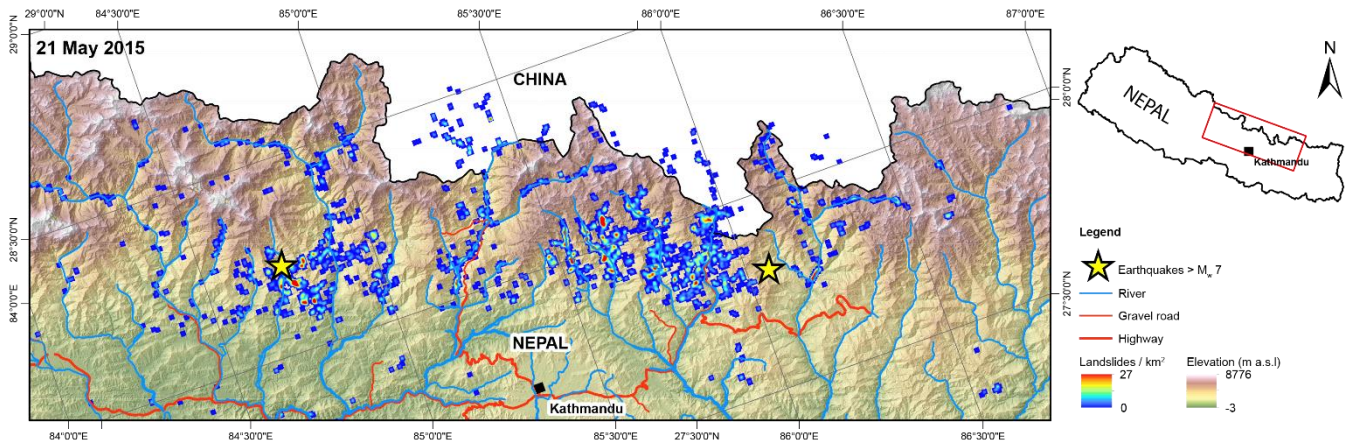 29°0'0"N
84°30'0"E
85°0'0"E
85°30'0"E
86°0'0"E
86°30'0"E
87°0'0"E
29°0'0"N
21 May 2015
CHINA
28°0'0"N
N
NEPAL
Kathmandu
28°30'0"N
84°0'0"E
27°30'0"N
NEPAL
Kathmandu
Legend
Earthquakes > Mw 7
River
Gravel road
Highway
Landslides / km²
27
0
Elevation (m a.s.l)
8776
-3
84°0'0"E
84°30'0"E
85°0'0"E
85°30'0"E
27°30'0"N
86°0'0"E
86°30'0"E